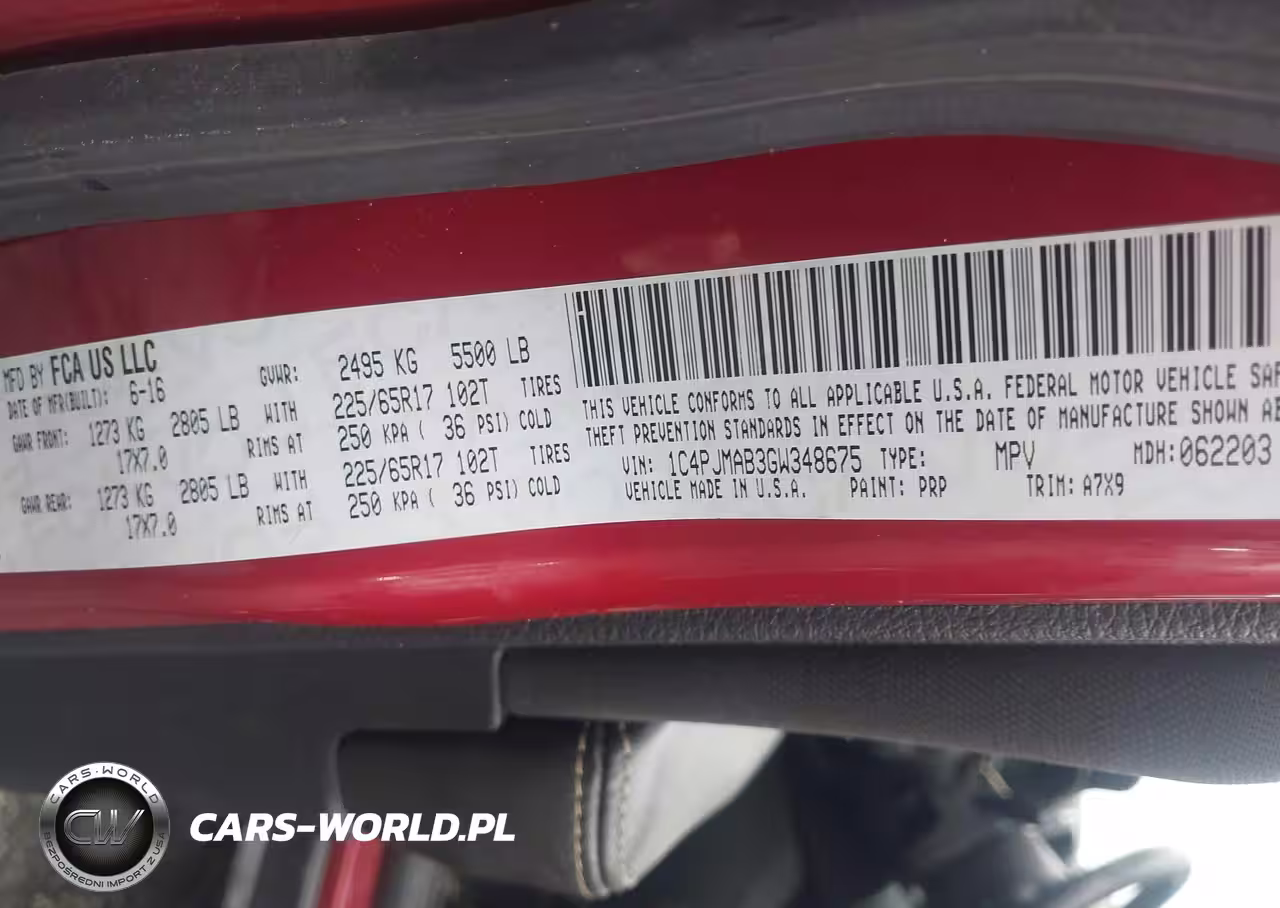 MFD BY FCA US LLC
DATE OF MFR(BUILT): 6-16
GVWR: 2495 KG 5500 LB
GAWR FRONT: 1273 KG 2805 LB WITH 225/65R17 102T TIRES
17X7.0 RIMS AT 250 KPA ( 36 PSI) COLD
GAWR REAR: 1273 KG 2805 LB WITH 225/65R17 102T TIRES
17X7.0 RIMS AT 250 KPA ( 36 PSI) COLD
THIS VEHICLE CONFORMS TO ALL APPLICABLE U.S.A. FEDERAL MOTOR VEHICLE SAF
THEFT PREVENTION STANDARDS IN EFFECT ON THE DATE OF MANUFACTURE SHOWN AB
VIN: 1C4PJMAB3GW348675 TYPE: MPV MDH:062203
VEHICLE MADE IN U.S.A. PAINT: PRP TRIM: A7X9
CARS-WORLD
CW
BEZPOŚREDNI IMPORT Z USA
CARS-WORLD.PL